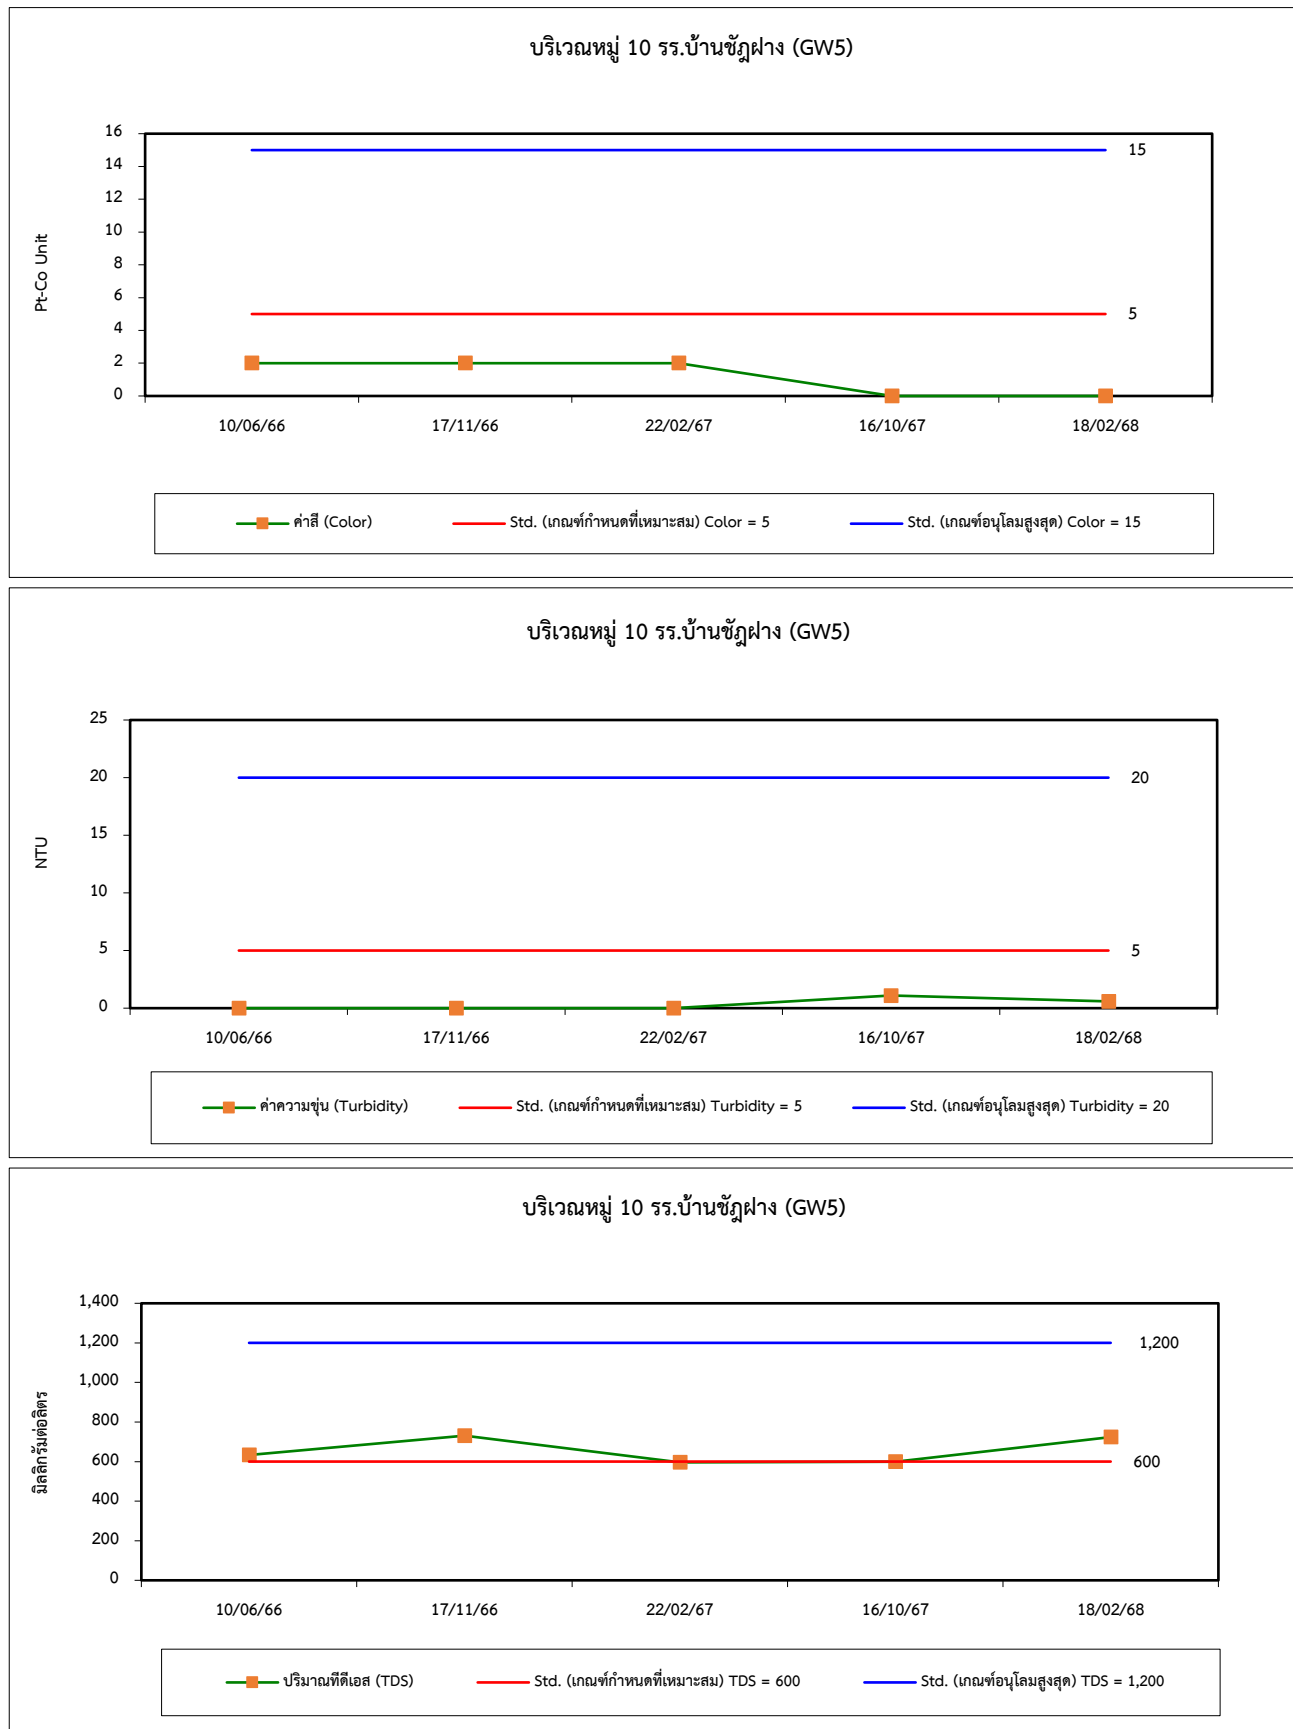 บริเวณหมู่ 10 รร.บ้านชัฎฝาง (GW5)
Pt-Co Unit
16
14
12
10
8
6
4
2
0
15
5
10/06/66 17/11/66 22/02/67 16/10/67 18/02/68
ค่าสี (Color) Std. (เกณฑ์กำหนดที่เหมาะสม) Color = 5 Std. (เกณฑ์อนุโลมสูงสุด) Color = 15
บริเวณหมู่ 10 รร.บ้านชัฎฝาง (GW5)
NTU
25
20
15
10
5
0
20
5
10/06/66 17/11/66 22/02/67 16/10/67 18/02/68
ค่าความขุ่น (Turbidity) Std. (เกณฑ์กำหนดที่เหมาะสม) Turbidity = 5 Std. (เกณฑ์อนุโลมสูงสุด) Turbidity = 20
บริเวณหมู่ 10 รร.บ้านชัฎฝาง (GW5)
มิลลิกรัมต่อลิตร
1,400
1,200
1,000
800
600
400
200
0
1,200
600
10/06/66 17/11/66 22/02/67 16/10/67 18/02/68
ปริมาณทีดีเอส (TDS) Std. (เกณฑ์กำหนดที่เหมาะสม) TDS = 600 Std. (เกณฑ์อนุโลมสูงสุด) TDS = 1,200